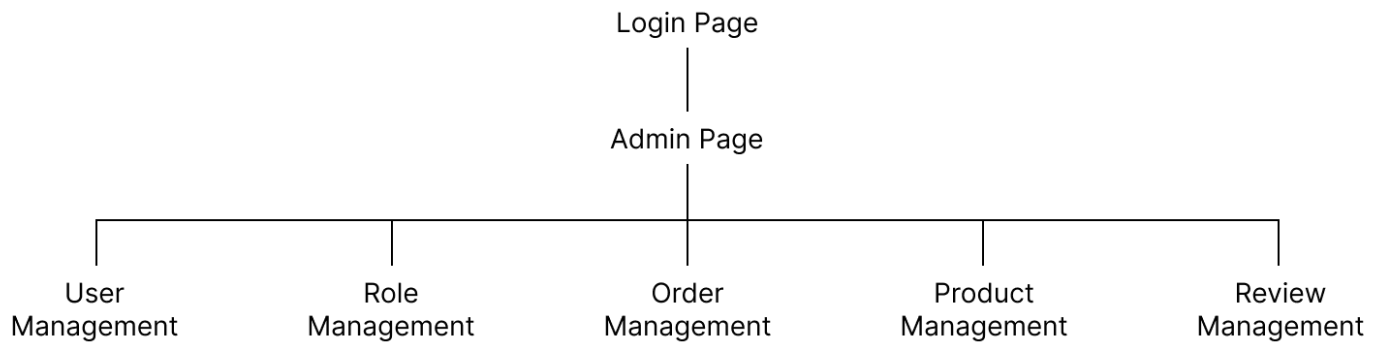 Login Page
Admin Page
User
Management
Role
Management
Order
Management
Product
Management
Review
Management